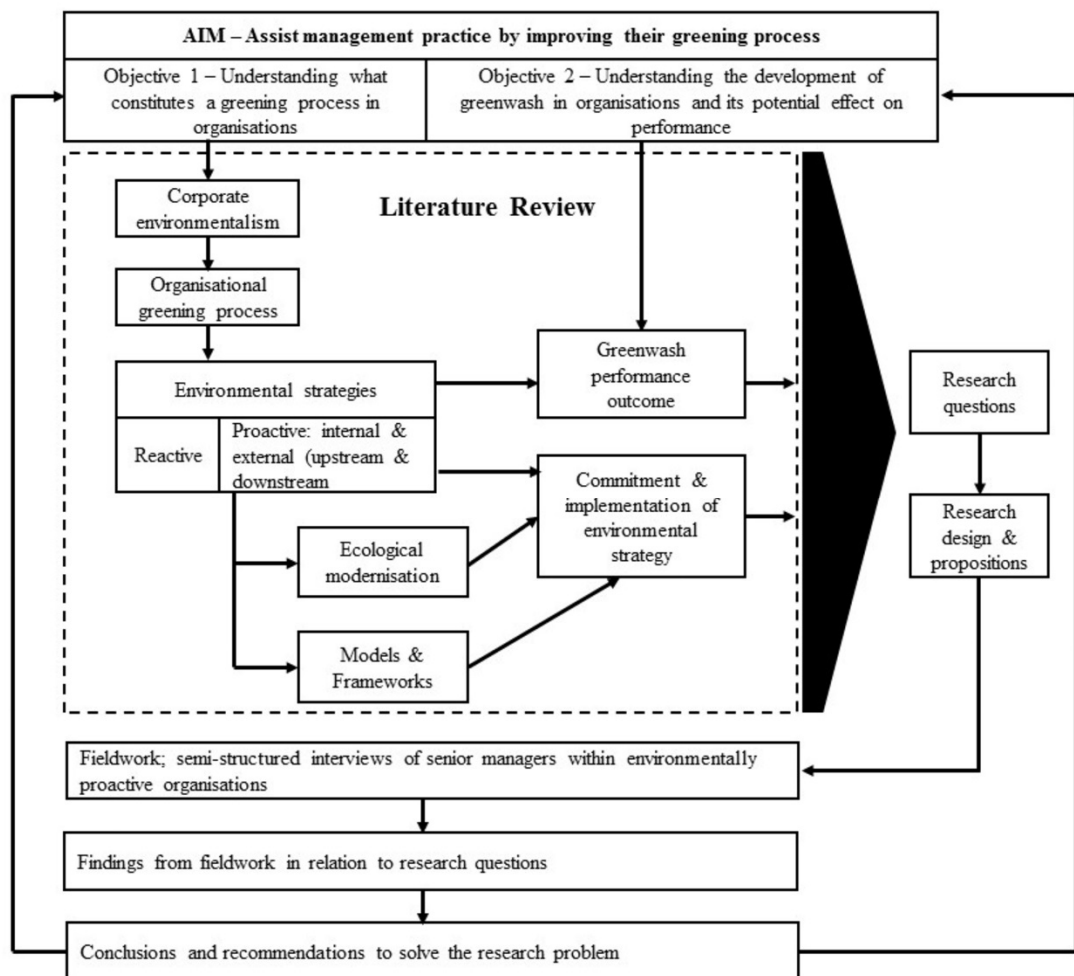 AIM – Assist management practice by improving their greening process
Objective 1 – Understanding what
constitutes a greening process in
organisations
Objective 2 – Understanding the development of
greenwash in organisations and its potential effect on
performance
Literature Review
Corporate
environmentalism
Organisational
greening process
Environmental strategies
Reactive
Proactive: internal &
external (upstream &
downstream
Greenwash
performance
outcome
Commitment &
implementation of
environmental
strategy
Ecological
modernisation
Models &
Frameworks
Research
questions
Research
design &
propositions
Fieldwork; semi-structured interviews of senior managers within environmentally
proactive organisations
Findings from fieldwork in relation to research questions
Conclusions and recommendations to solve the research problem